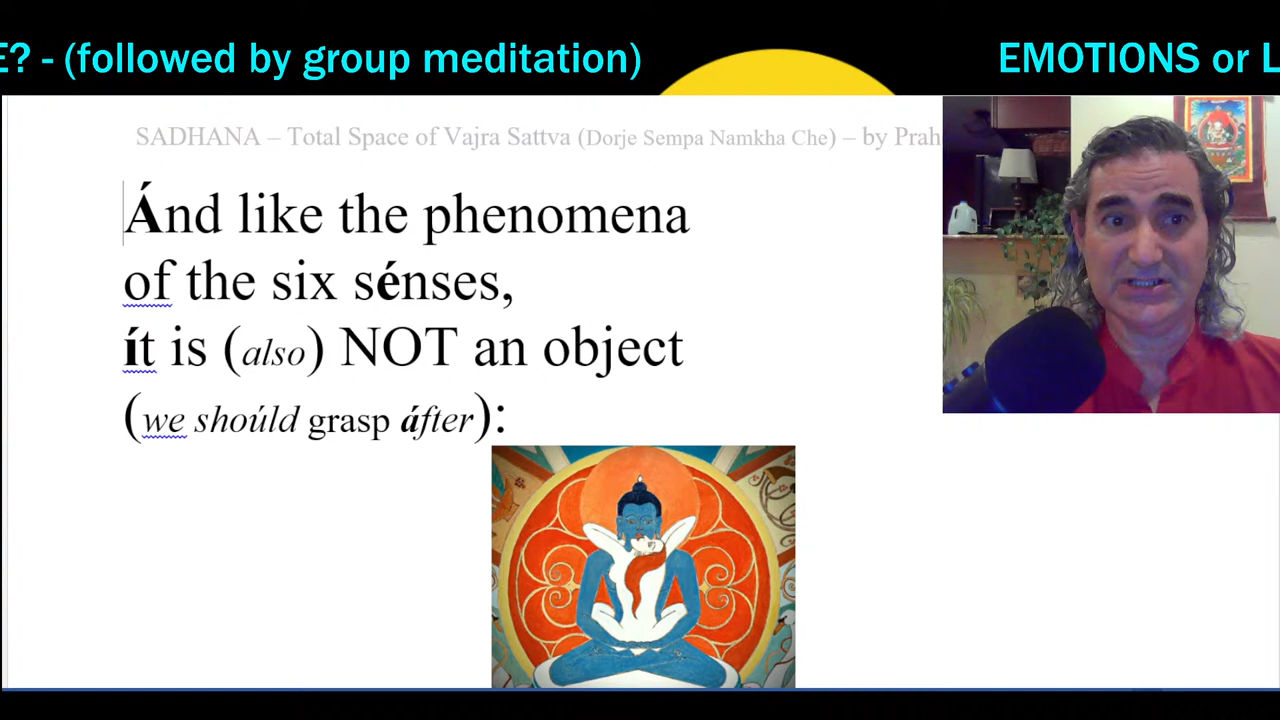 E? - (followed by group meditation) EMOTIONS or L
SADHANA – Total Space of Vajra Sattva (Dorje Sempa Namkha Che) – by Prah
Ánd like the phenomena
of the six sénses,
ít is (also) NOT an object
(we shoúld grasp áfter):